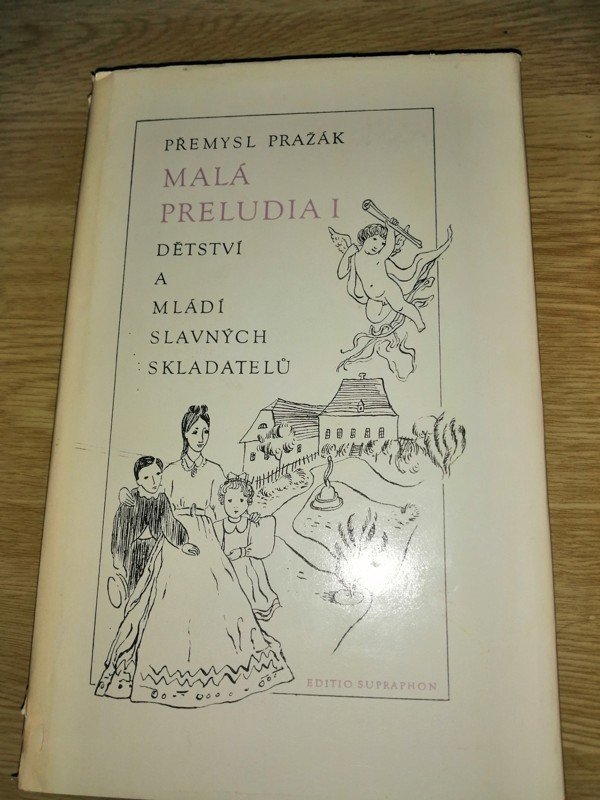 PŘEMYSL PRAŽÁK
MALÁ
PRELUDIA I
DĚTSTVÍ
A
MLÁDÍ
SLAVNÝCH
SKLADATELŮ
EDITIO SUPRAPHON